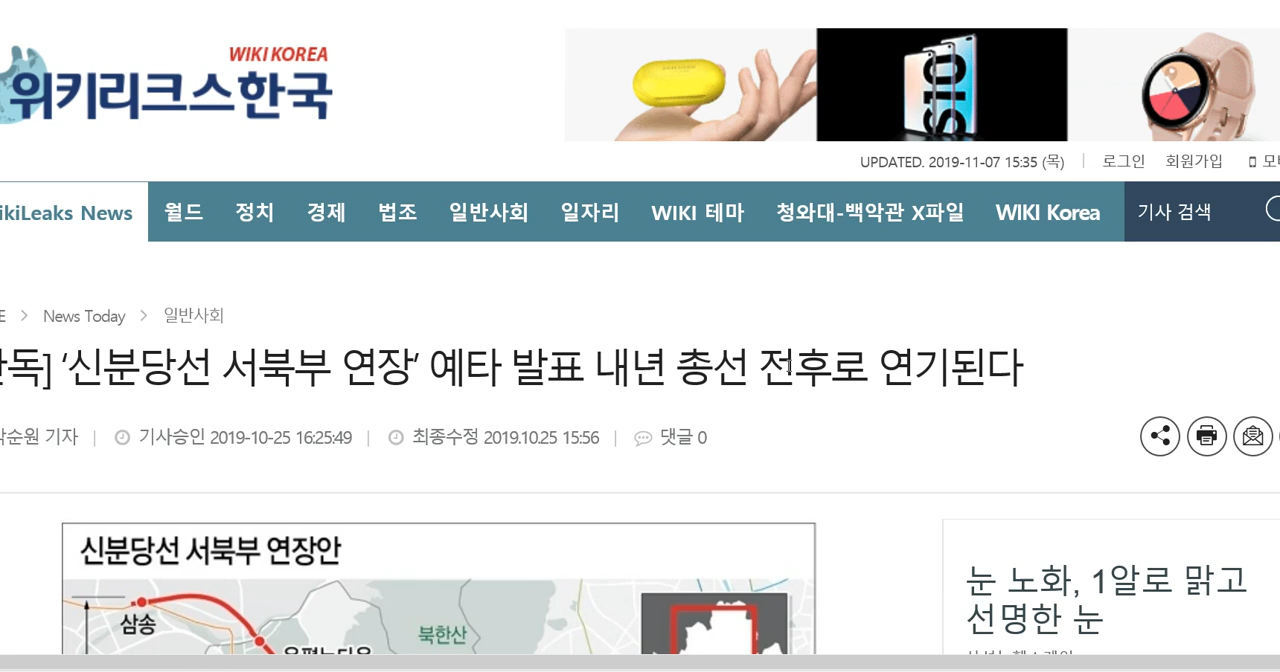 WIKI KOREA
위키리크스한국
S10
UPDATED. 2019-11-07 15:35 (목) 로그인 회원가입
News 월드 정치 경제 법조 일반사회 일자리 WIKI 테마 청와대-백악관 X파일 WIKI Korea 기사 검색
News Today 일반사회
‘신분당선 서북부 연장’ 예타 발표 내년 총선 전후로 연기된다
기자 | 기사승인 2019-10-25 16:25:49 | 최종수정 2019.10.25 15:56 | 댓글 0
신분당선 서북부 연장안
삼송
북한산
눈 노화, 1알로 맑고
선명한 눈